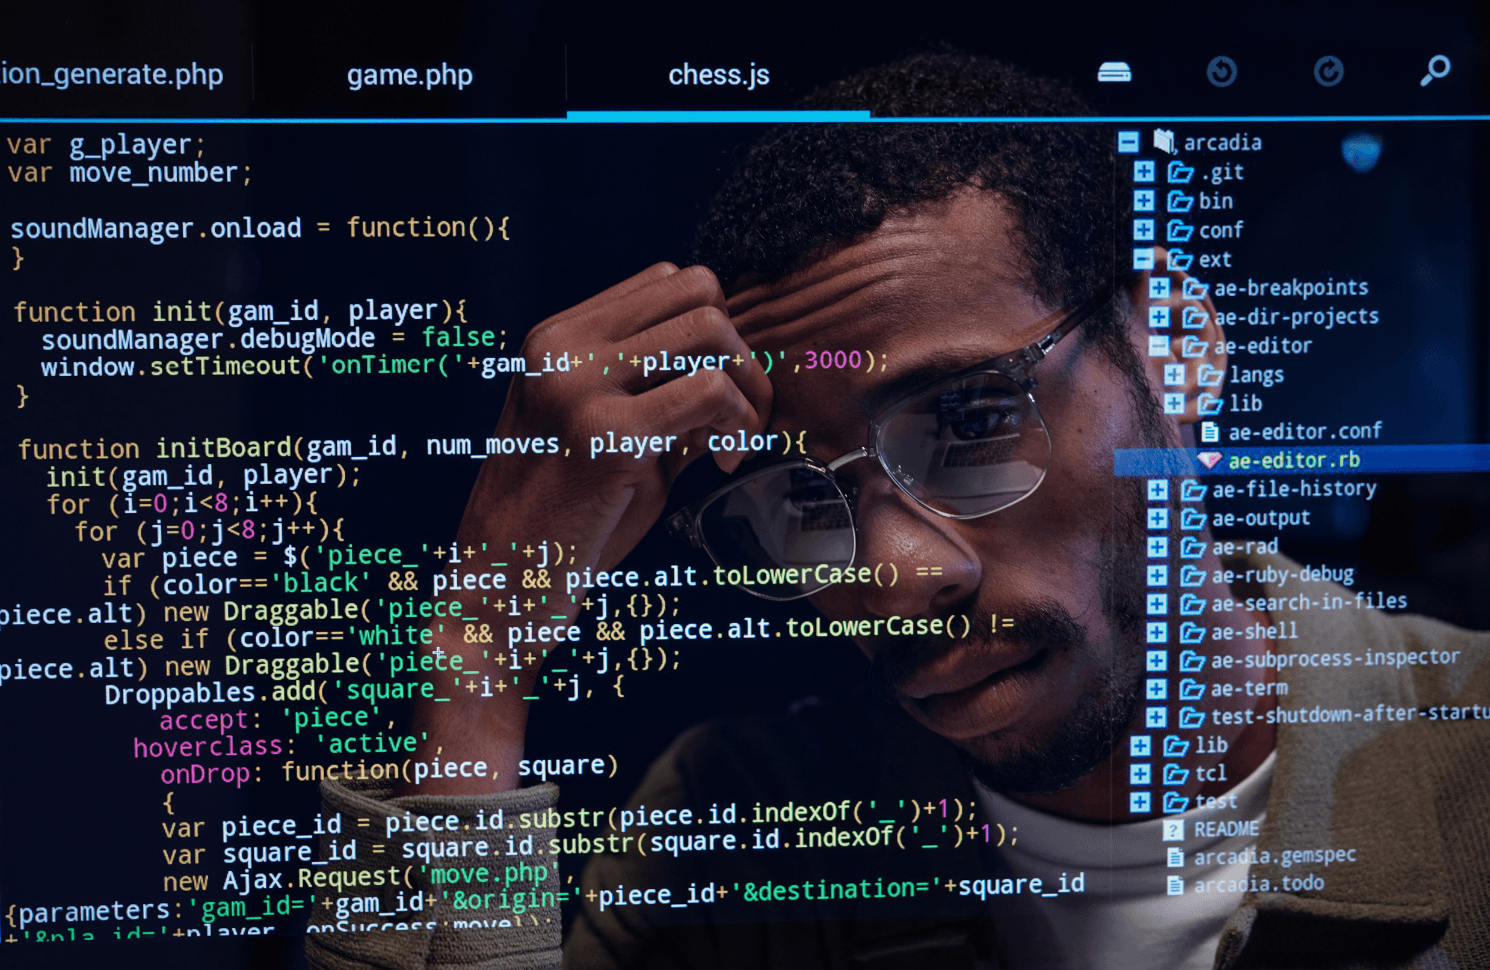 ion_generate.php
game.php
chess.js
var g_player;
var move_number;
soundManager.onload = function(){
}
function init(gam_id, player){
soundManager.debugMode = false;
window.setTimeout('onTimer('+gam_id+','+player+')',3000);
}
function initBoard(gam_id, num_moves, player, color){
init(gam_id, player);
for (i=0;i<8;i++){
for (j=0;j<8;j++){
var piece = $('piece_'+i+'_'+j);
if (color=='black' && piece && piece.alt.toLowerCase() ==
piece.alt) new Draggable('piece_'+i+'_'+j,{});
else if (color=='white' && piece && piece.alt.toLowerCase() !=
piece.alt) new Draggable('piece_'+i+'_'+j,{});
Droppables.add('square_'+i+'_'+j, {
accept: 'piece',
hoverclass: 'active',
onDrop: function(piece, square)
{
var piece_id = piece.id.substr(piece.id.indexOf('_')+1);
var square_id = square.id.substr(square.id.indexOf('_')+1);
new Ajax.Request('move.php',
{parameters:'gam_id='+gam_id+'&origin='+piece_id+'&destination='+square_id
+'&pla_id='+player, onSuccess:move});
arcadia
.git
bin
conf
ext
ae-breakpoints
ae-dir-projects
ae-editor
langs
lib
ae-editor.conf
ae-editor.rb
ae-file-history
ae-output
ae-rad
ae-ruby-debug
ae-search-in-files
ae-shell
ae-subprocess-inspector
ae-term
test-shutdown-after-startu
lib
tcl
test
README
arcadia.gemspec
arcadia.todo